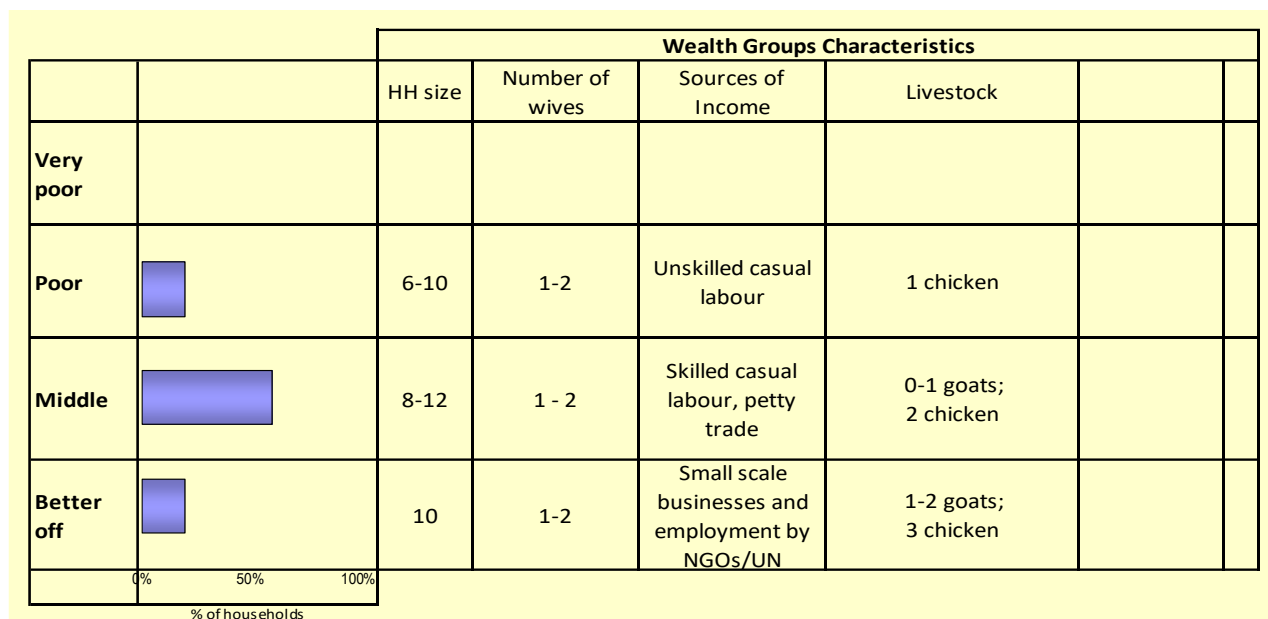 Wealth Groups Characteristics
HH size
Number of
wives
Sources of
Income
Livestock
Very
poor
Poor
6-10
1-2
Unskilled casual
labour
1 chicken
Middle
8-12
1 - 2
Skilled casual
labour, petty
trade
0-1 goats;
2 chicken
Better
off
10
1-2
Small scale
businesses and
employment by
NGOs/UN
1-2 goats;
3 chicken
0% 50% 100%
% of households